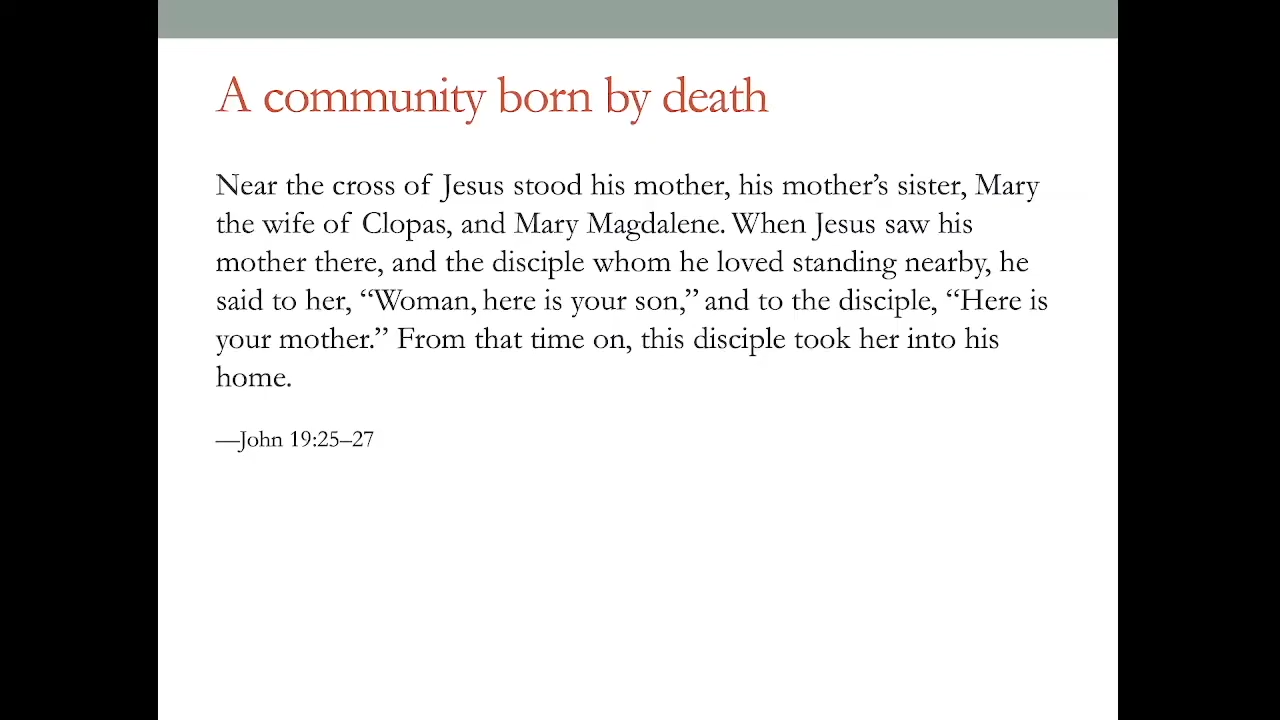 A community born by death
Near the cross of Jesus stood his mother, his mother’s sister, Mary
the wife of Clopas, and Mary Magdalene. When Jesus saw his
mother there, and the disciple whom he loved standing nearby, he
said to her, “Woman, here is your son,” and to the disciple, “Here is
your mother.” From that time on, this disciple took her into his
home.
—John 19:25–27